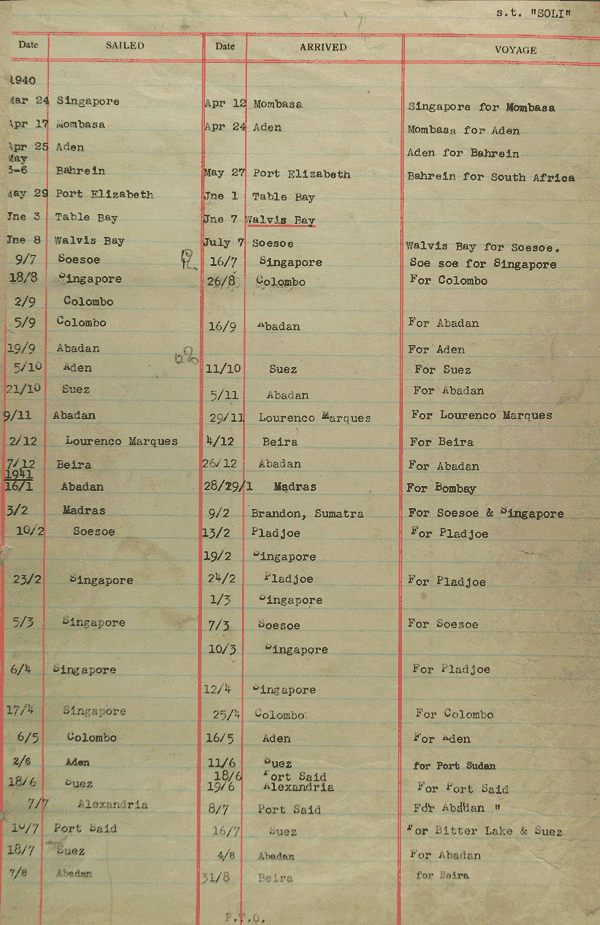 s.t. "SOLI"
Date SAILED Date ARRIVED VOYAGE
1940
Mar 24 Singapore Apr 12 Mombasa Singapore for Mombasa
Apr 17 Mombasa Apr 24 Aden Mombasa for Aden
Apr 25 Aden Aden for Bahrein
May
5-6 Bahrein May 27 Port Elizabeth Bahrein for South Africa
May 29 Port Elizabeth Jne 1 Table Bay
Jne 3 Table Bay Jne 7 Walvis Bay
Jne 8 Walvis Bay July 7 Soesoe Walvis Bay for Soesoe.
9/7 Soesoe 16/7 Singapore Soe soe for Singapore
18/8 Singapore 26/8 Colombo For Colombo
2/9 Colombo
5/9 Colombo 16/9 Abadan For Abadan
19/9 Abadan For Aden
5/10 Aden 11/10 Suez For Suez
21/10 Suez 5/11 Abadan For Abadan
9/11 Abadan 29/11 Lourenco Marques For Lourenco Marques
2/12 Lourenco Marques 4/12 Beira For Beira
7/12 Beira 26/12 Abadan For Abadan
1941
16/1 Abadan 28/29/1 Madras For Bombay
3/2 Madras 9/2 Brandon, Sumatra For Soesoe & Singapore
10/2 Soesoe 13/2 Pladjoe For Pladjoe
19/2 Singapore
23/2 Singapore 24/2 Pladjoe For Pladjoe
1/3 Singapore
5/3 Singapore 7/3 Soesoe For Soesoe
10/3 Singapore
6/4 Singapore For Pladjoe
12/4 Singapore
17/4 Singapore 25/4 Colombo For Colombo
6/5 Colombo 16/5 Aden For Aden
2/6 Aden 11/6 Suez for Port Sudan
18/6 Port Said
18/6 Suez 19/6 Alexandria For Port Said
7/7 Alexandria 8/7 Port Said For Abadan "
10/7 Port Said 16/7 Suez For Bitter Lake & Suez
18/7 Suez 4/8 Abadan For Abadan
7/8 Abadan 31/8 Beira for Beira
P.T.O.